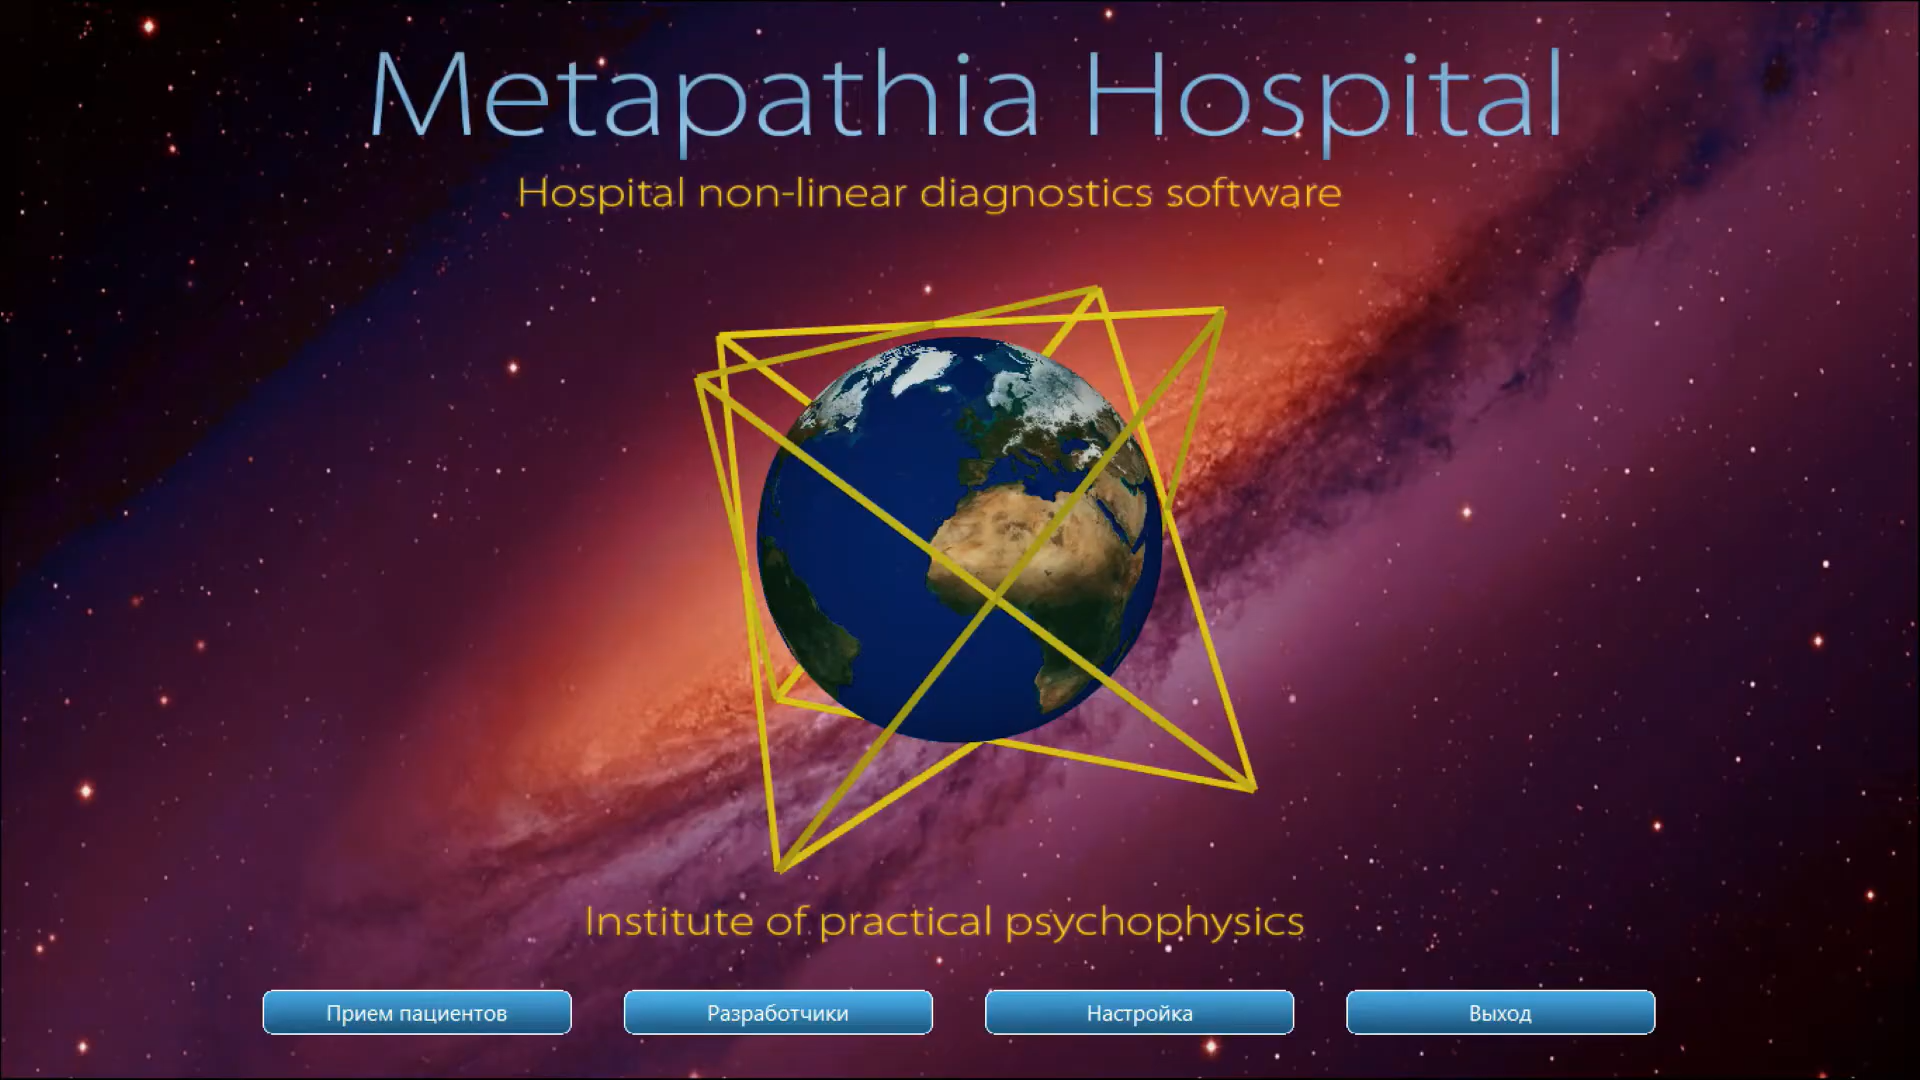 Metapathia Hospital
Hospital non-linear diagnostics software
Institute of practical psychophysics
Прием пациентов
Разработчики
Настройка
Выход